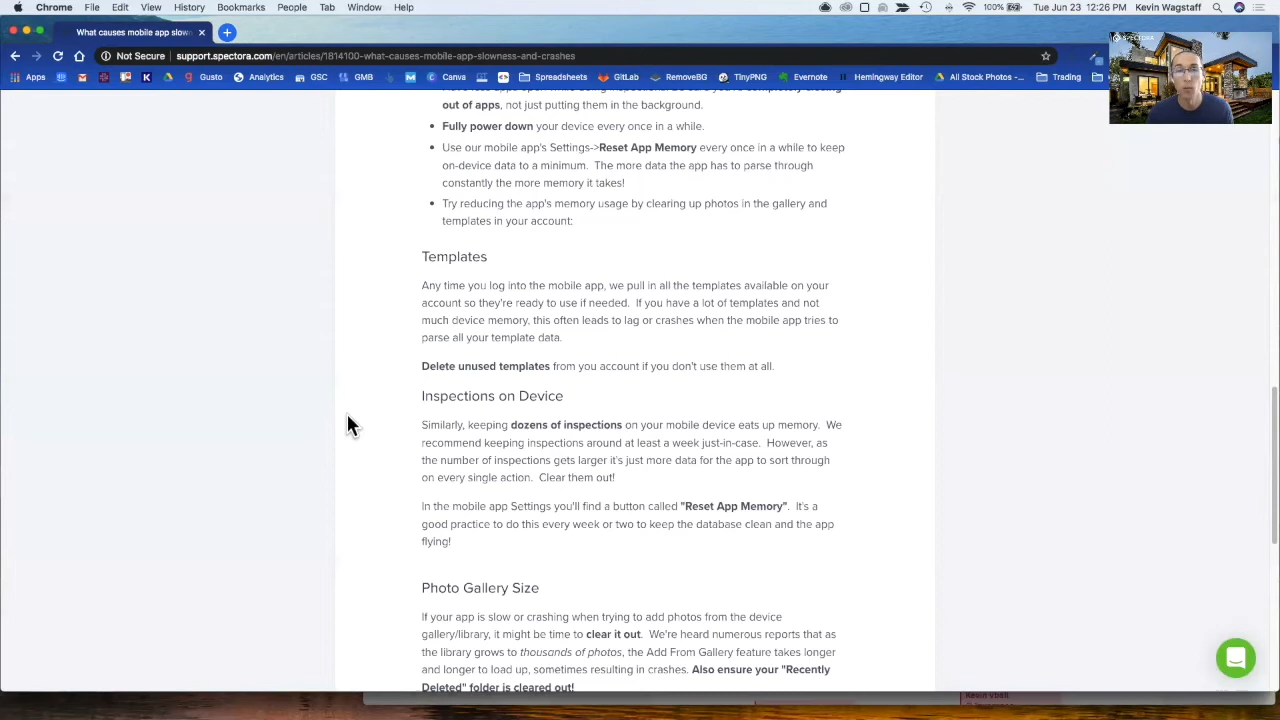 Chrome File Edit View History Bookmarks People Tab Window Help 100% Tue Jun 23 12:26 PM Kevin Wagstaff
What causes mobile app slow
Not Secure support.spectora.com/en/articles/1814100-what-causes-mobile-app-slowness-and-crashes
Apps Gusto Analytics GSC GMB Canva Spreadsheets GitLab RemoveBG TinyPNG Evernote Hemingway Editor All Stock Photos -... Trading
SPECTORA
out of apps, not just putting them in the background.
Fully power down your device every once in a while.
Use our mobile app's Settings->Reset App Memory every once in a while to keep
on-device data to a minimum. The more data the app has to parse through
constantly the more memory it takes!
Try reducing the app's memory usage by clearing up photos in the gallery and
templates in your account:
Templates
Any time you log into the mobile app, we pull in all the templates available on your
account so they're ready to use if needed. If you have a lot of templates and not
much device memory, this often leads to lag or crashes when the mobile app tries to
parse all your template data.
Delete unused templates from you account if you don't use them at all.
Inspections on Device
Similarly, keeping dozens of inspections on your mobile device eats up memory. We
recommend keeping inspections around at least a week just-in-case. However, as
the number of inspections gets larger it's just more data for the app to sort through
on every single action. Clear them out!
In the mobile app Settings you'll find a button called "Reset App Memory". It's a
good practice to do this every week or two to keep the database clean and the app
flying!
Photo Gallery Size
If your app is slow or crashing when trying to add photos from the device
gallery/library, it might be time to clear it out. We're heard numerous reports that as
the library grows to thousands of photos, the Add From Gallery feature takes longer
and longer to load up, sometimes resulting in crashes. Also ensure your "Recently
Deleted" folder is cleared out!